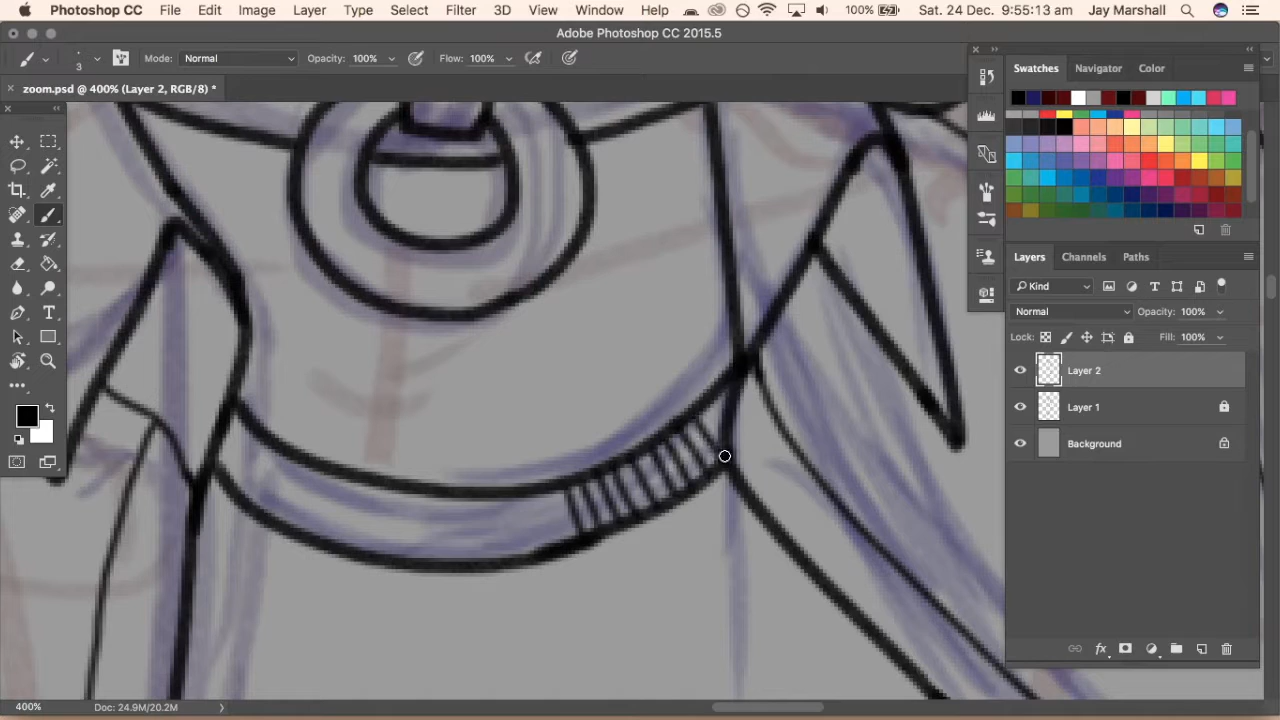 Photoshop CC File Edit Image Layer Type Select Filter 3D View Window Help 100% Sat. 24 Dec. 9:55:13 am Jay Marshall
Adobe Photoshop CC 2015.5
3 Mode: Normal Opacity: 100% Flow: 100%
zoom.psd @ 400% (Layer 2, RGB/8) *
Swatches Navigator Color
Layers Channels Paths
Kind
Normal Opacity: 100%
Lock: Fill: 100%
Layer 2
Layer 1
Background
fx
400% Doc: 24.9M/20.2M